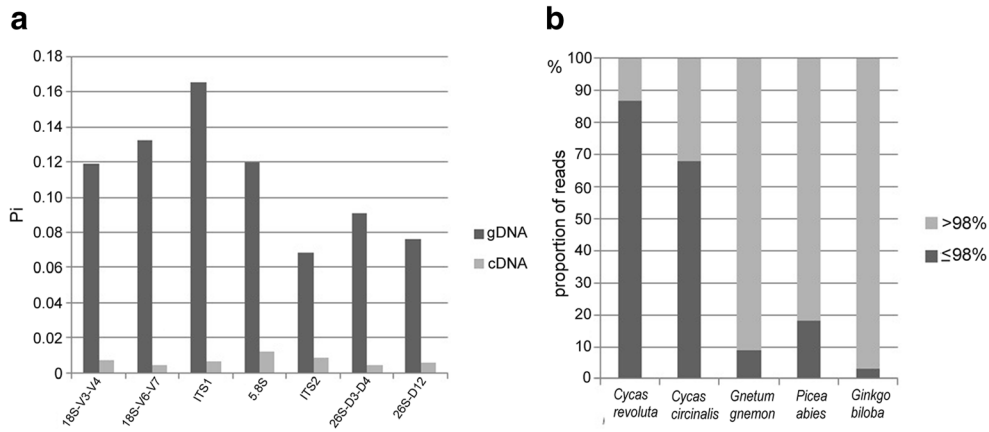 a
0.18
0.16
0.14
0.12
0.10
0.08
0.06
0.04
0.02
0
Pi
18S-V3-V4
18S-V6-V7
ITS1
5.8S
ITS2
26S-D3-D4
26S-D12
gDNA
cDNA
b
%
100
90
80
70
60
50
40
30
20
10
0
proportion of reads
Cycas revoluta
Cycas circinalis
Gnetum gnemon
Picea abies
Ginkgo biloba
>98%
≤98%